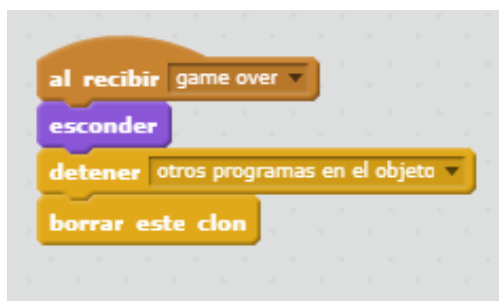 al recibir game over
esconder
detener otros programas en el objeto
borrar este clon